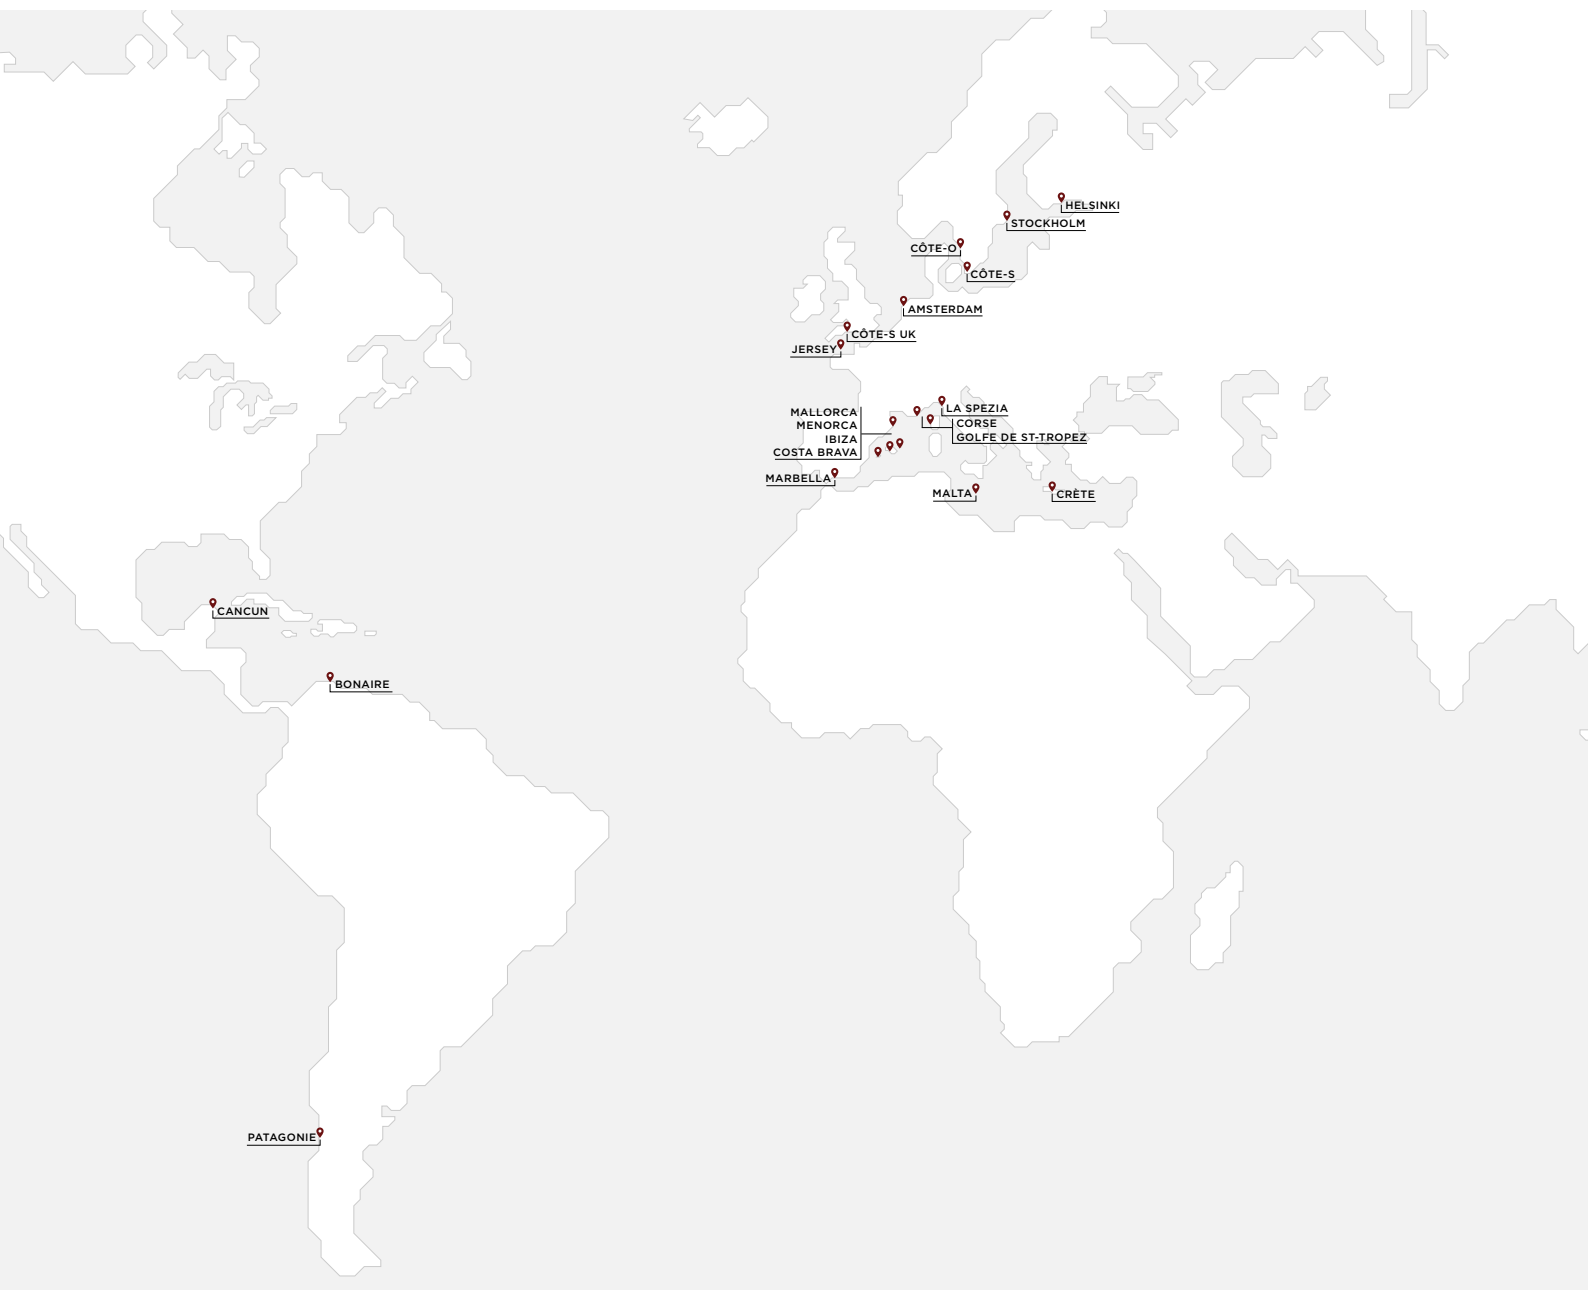 HELSINKI
STOCKHOLM
CÔTE-O
CÔTE-S
AMSTERDAM
CÔTE-S UK
JERSEY
LA SPEZIA
MALLORCA
CORSE
MENORCA
GOLFE DE ST-TROPEZ
IBIZA
COSTA BRAVA
MARBELLA
MALTA
CRÈTE
CANCUN
BONAIRE
PATAGONIE